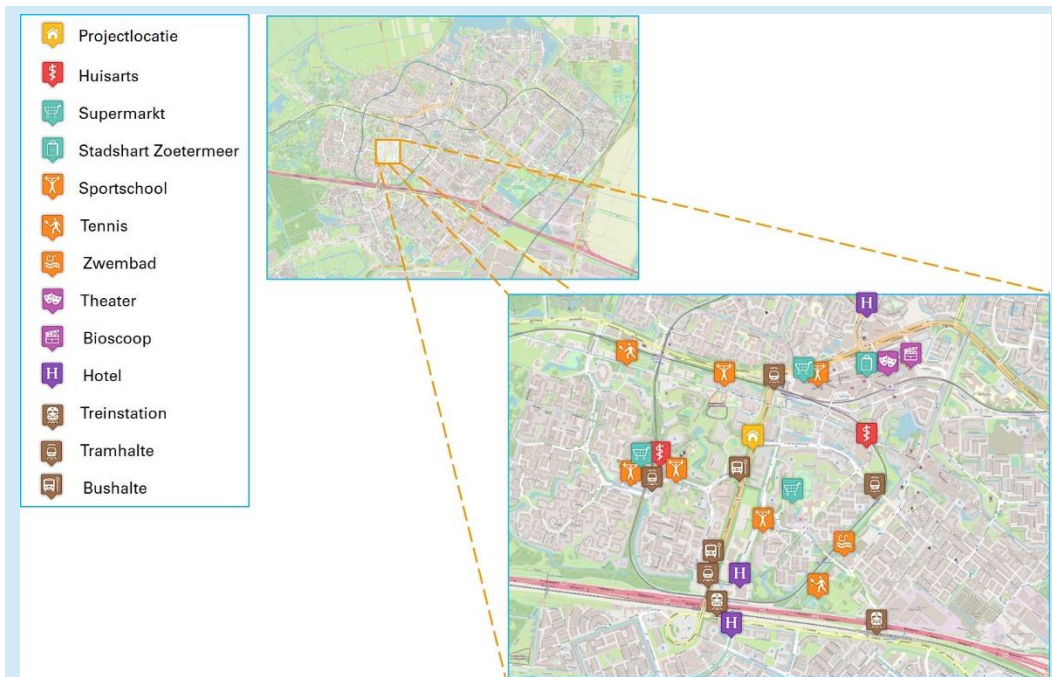 Projectlocatie
Huisarts
Supermarkt
Stadshart Zoetermeer
Sportschool
Tennis
Zwembad
Theater
Bioscoop
H Hotel
Treinstation
Tramhalte
Bushalte
H
H
H